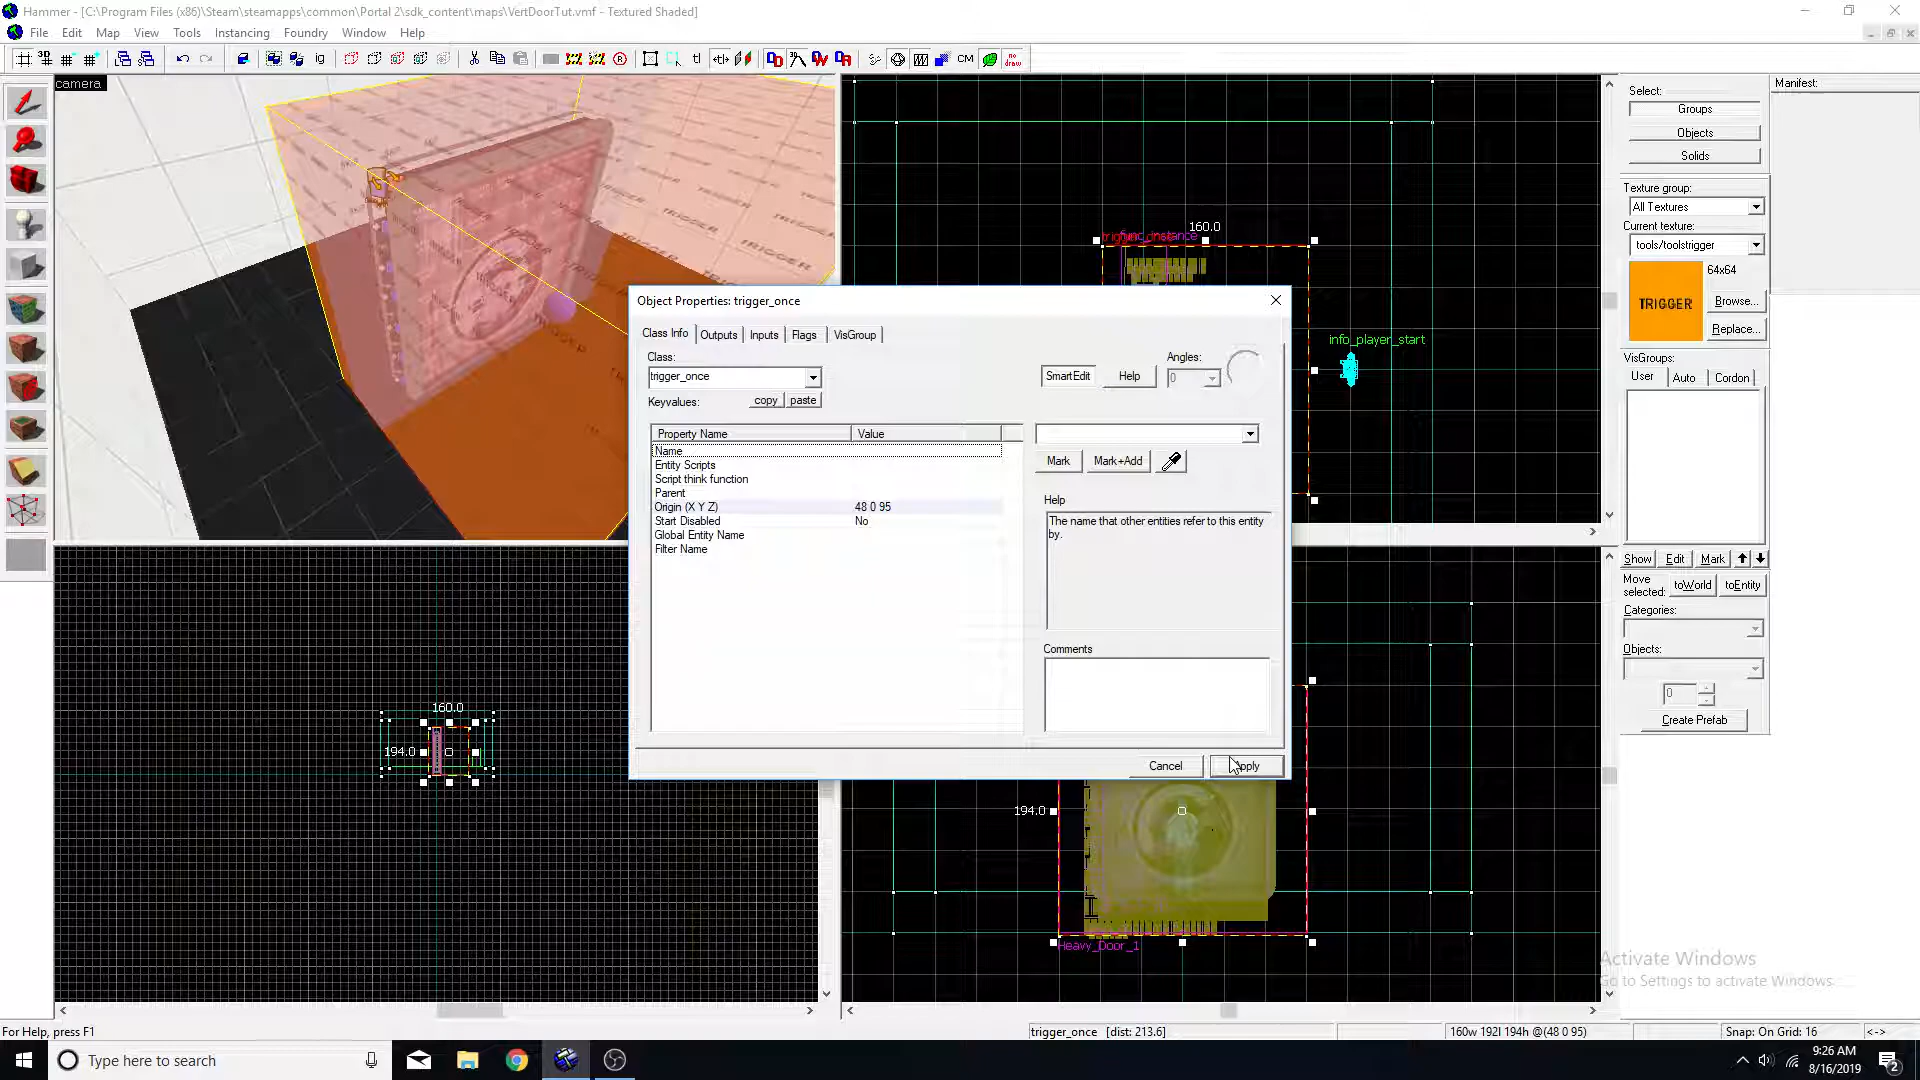 Hammer - [C:\Program Files (x86)\Steam\steamapps\common\Portal 2\sdk_content\maps\VertDoorTut.vmf - Textured Shaded]
File Edit Map View Tools Instancing Foundry Window Help
3D
ig
tl
CM
no draw
camera
TRIGGER
160.0
func_instance
info_player_start
Select:
Groups
Objects
Solids
Texture group:
All Textures
Current texture:
tools/toolstrigger
64x64
TRIGGER
Browse...
Replace...
VisGroups:
User Auto Cordon
Show Edit Mark
Move selected: toWorld toEntity
Categories:
Objects:
0
Create Prefab
Manifest:
Object Properties: trigger_once
Class Info Outputs Inputs Flags VisGroup
Class:
trigger_once
SmartEdit Help
Angles:
0
Keyvalues: copy paste
Property Name Value
Name
Entity Scripts
Script think function
Parent
Origin (X Y Z) 48 0 95
Start Disabled No
Global Entity Name
Filter Name
Mark Mark+Add
Help
The name that other entities refer to this entity
by.
Comments
Cancel Apply
160.0
194.0
194.0
Heavy_Door_1
Activate Windows
Go to Settings to activate Windows.
For Help, press F1
trigger_once [dist: 213.6]
160w 192l 194h @(48 0 95)
Snap: On Grid: 16
<->
Type here to search
9:26 AM
8/16/2019
2